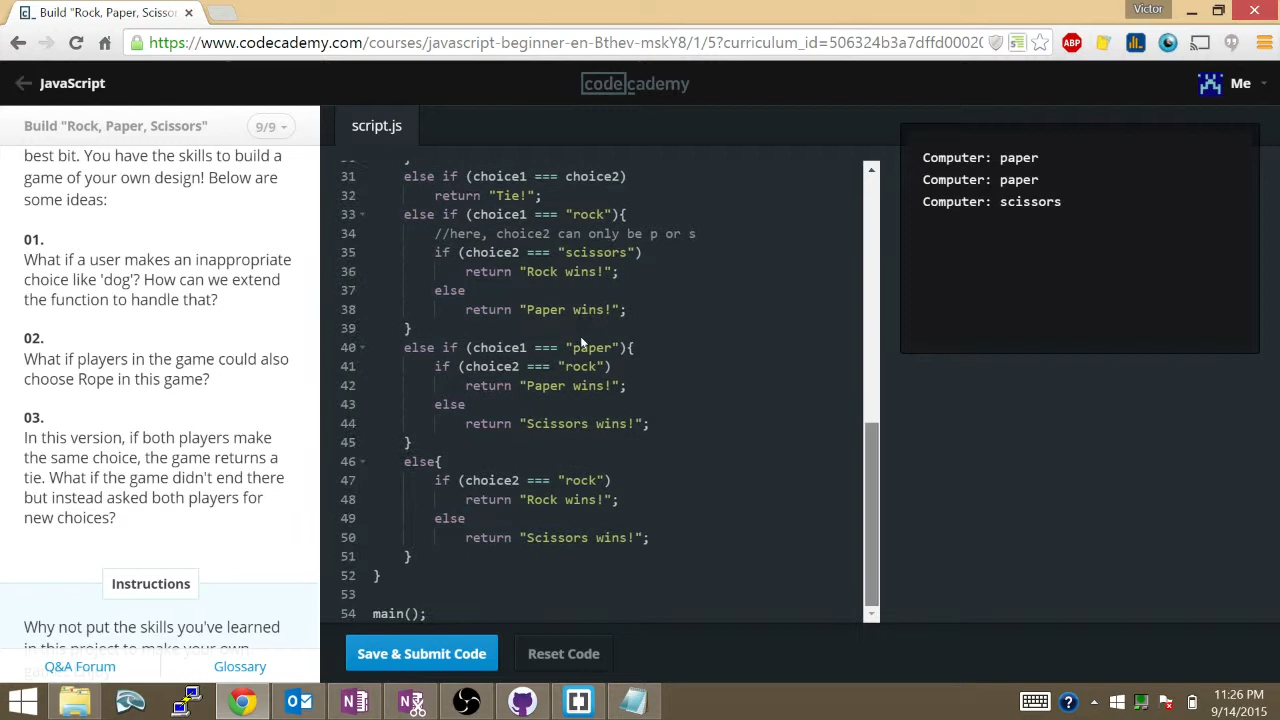 Build "Rock, Paper, Scissor
Victor
https://www.codecademy.com/courses/javascript-beginner-en-Bthev-mskY8/1/5?curriculum_id=506324b3a7dffd0002
ABP
JavaScript
codecademy
Me
Build "Rock, Paper, Scissors"
9/9
script.js
best bit. You have the skills to build a
game of your own design! Below are
some ideas:
01.
What if a user makes an inappropriate
choice like 'dog'? How can we extend
the function to handle that?
02.
What if players in the game could also
choose Rope in this game?
03.
In this version, if both players make
the same choice, the game returns a
tie. What if the game didn't end there
but instead asked both players for
new choices?
Instructions
Why not put the skills you've learned
in this project to make your own
Q&A Forum
Glossary
31 else if (choice1 === choice2)
32 return "Tie!";
33 else if (choice1 === "rock"){
34 //here, choice2 can only be p or s
35 if (choice2 === "scissors")
36 return "Rock wins!";
37 else
38 return "Paper wins!";
39 }
40 else if (choice1 === "paper"){
41 if (choice2 === "rock")
42 return "Paper wins!";
43 else
44 return "Scissors wins!";
45 }
46 else{
47 if (choice2 === "rock")
48 return "Rock wins!";
49 else
50 return "Scissors wins!";
51 }
52 }
53
54 main();
Save & Submit Code
Reset Code
Computer: paper
Computer: paper
Computer: scissors
11:26 PM
9/14/2015